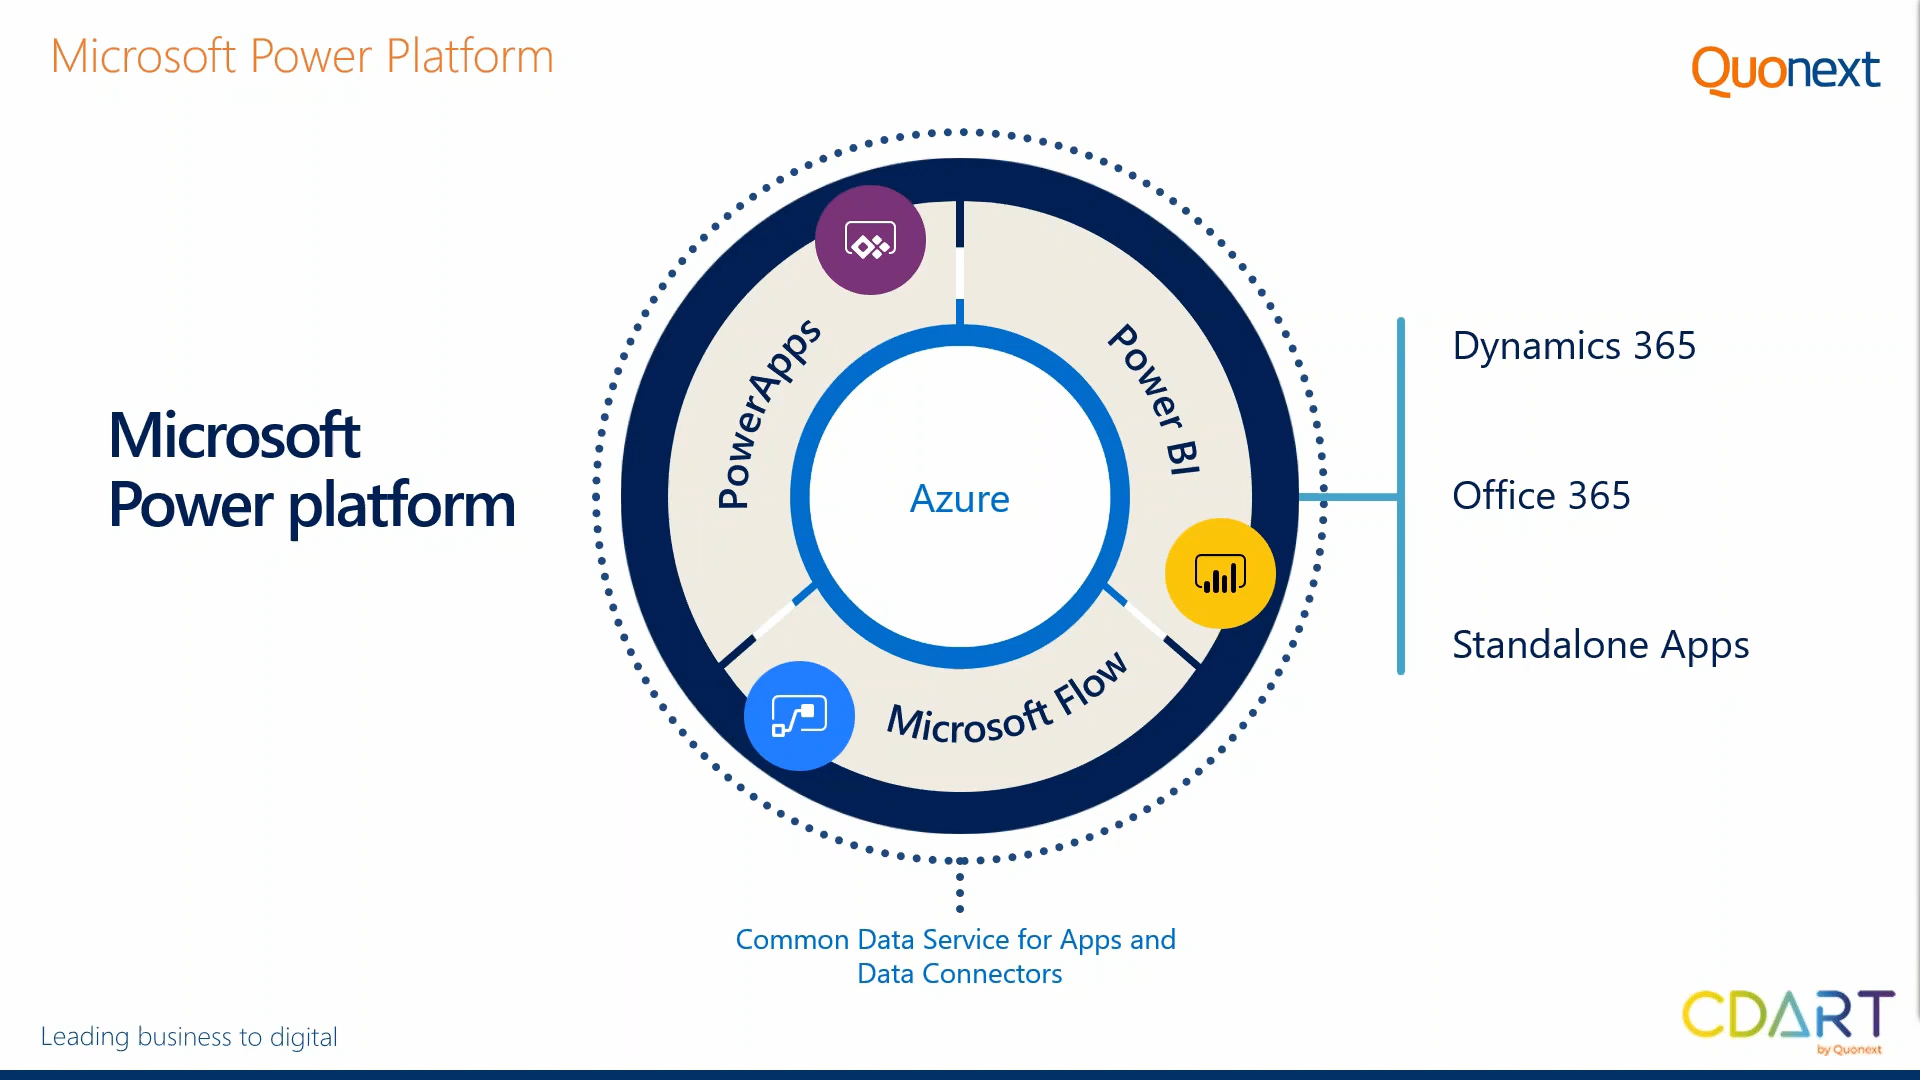 Microsoft Power Platform
Quonext
Microsoft
Power platform
PowerApps
Power BI
Azure
Microsoft Flow
Dynamics 365
Office 365
Standalone Apps
Common Data Service for Apps and
Data Connectors
Leading business to digital
CDART
by Quonext